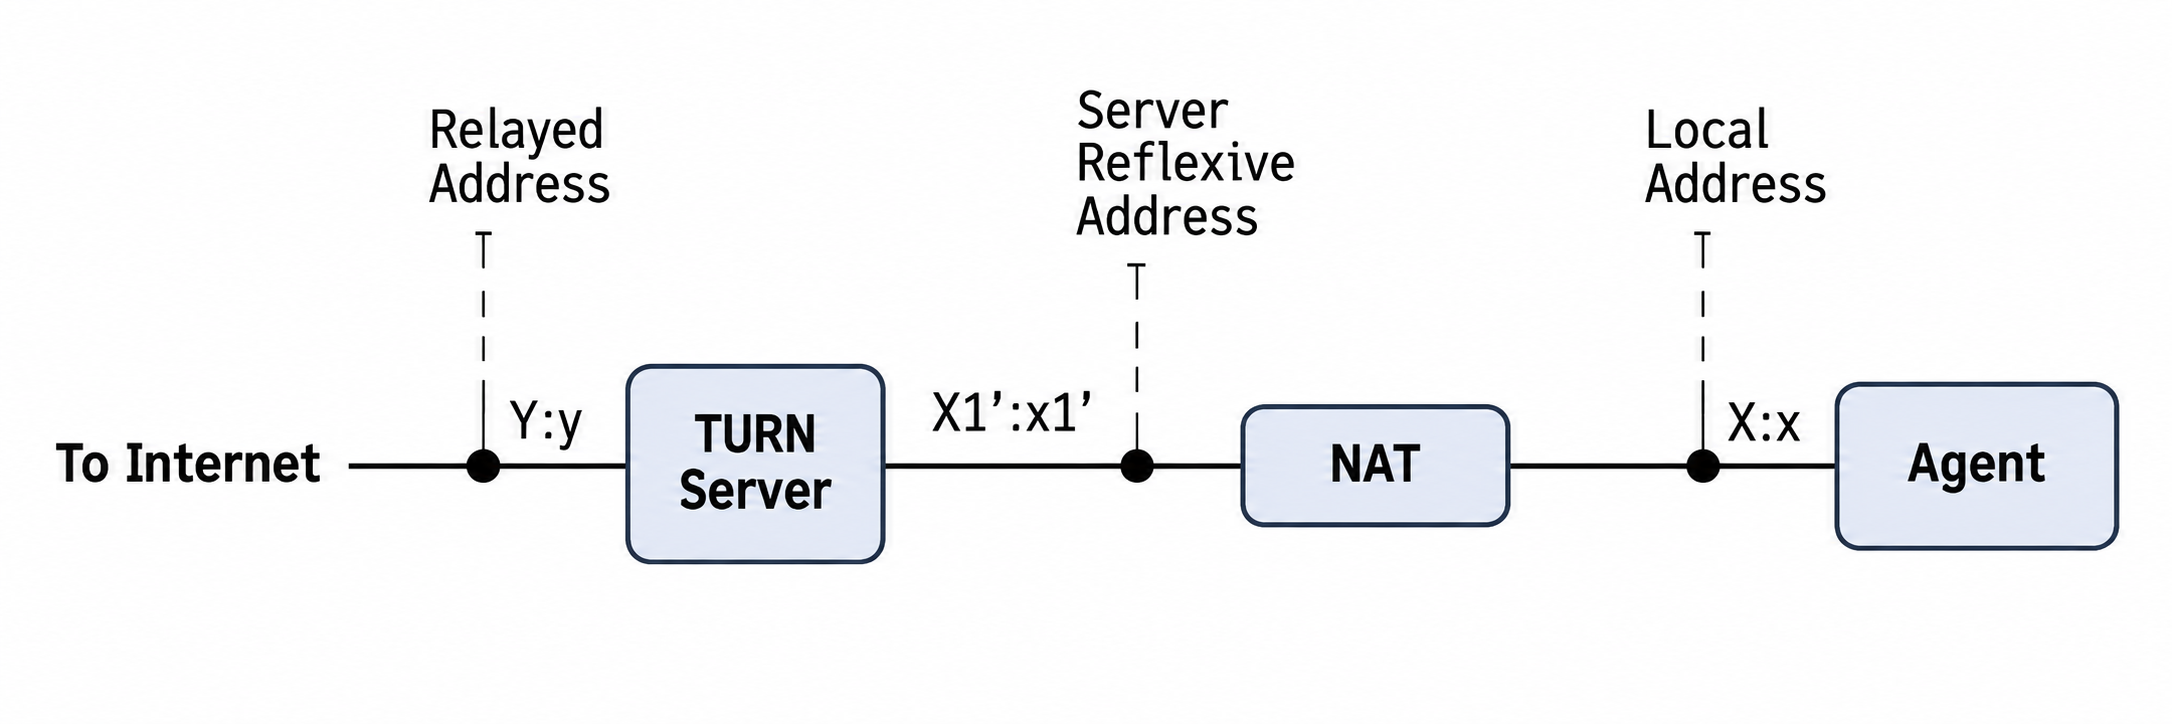 Relayed
Address
Server
Reflexive
Address
Local
Address
To Internet
Y:y
TURN
Server
X1’:x1’
NAT
X:x
Agent